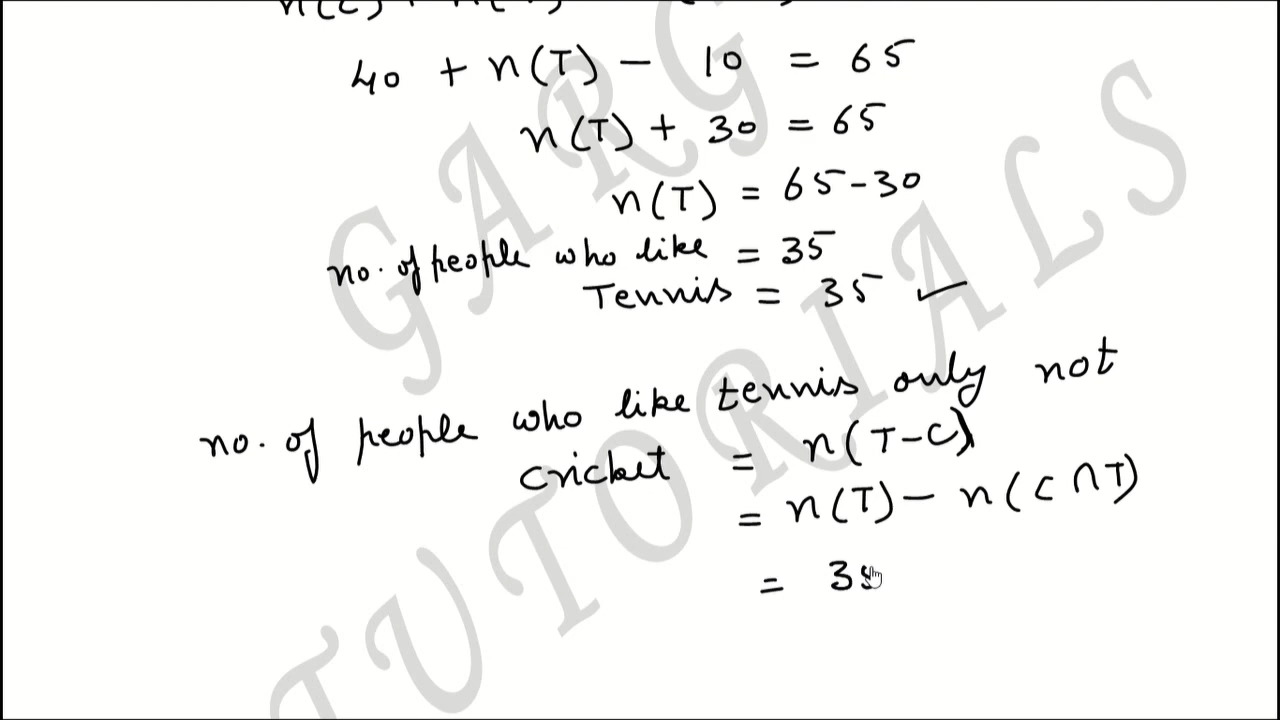 40 + n(T) - 10 = 65
n(T) + 30 = 65
n(T) = 65-30
no. of people who like = 35
Tennis = 35 ✓
no. of people who like tennis only not
cricket = n(T-C)
= n(T) - n(C∩T)
= 35
GARG
TUTORIALS